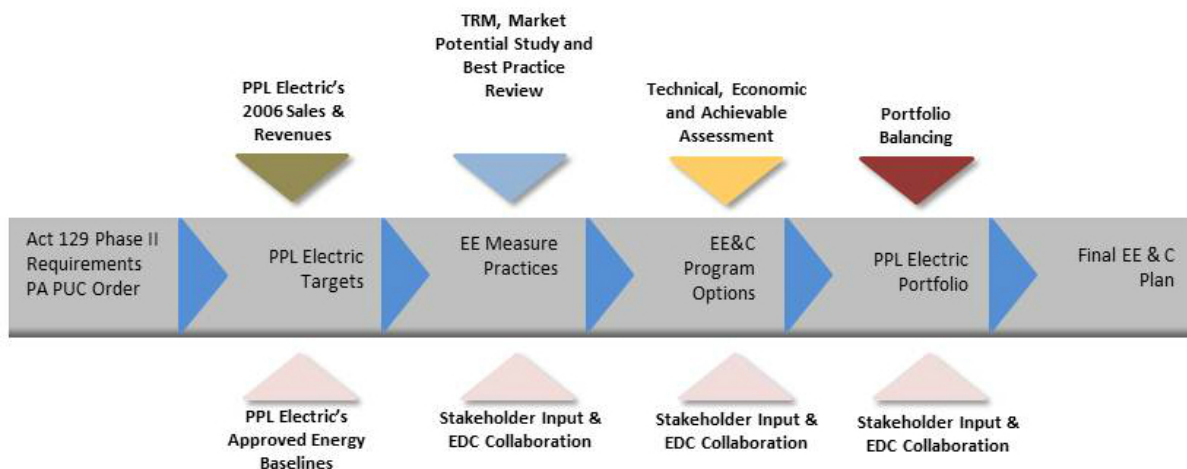 TRM, Market
Potential Study and
Best Practice
Review
PPL Electric's
2006 Sales &
Revenues
Technical, Economic
and Achievable
Assessment
Portfolio
Balancing
Act 129 Phase II
Requirements
PA PUC Order
PPL Electric
Targets
EE Measure
Practices
EE&C
Program
Options
PPL Electric
Portfolio
Final EE & C
Plan
PPL Electric's
Approved Energy
Baselines
Stakeholder Input &
EDC Collaboration
Stakeholder Input &
EDC Collaboration
Stakeholder Input &
EDC Collaboration